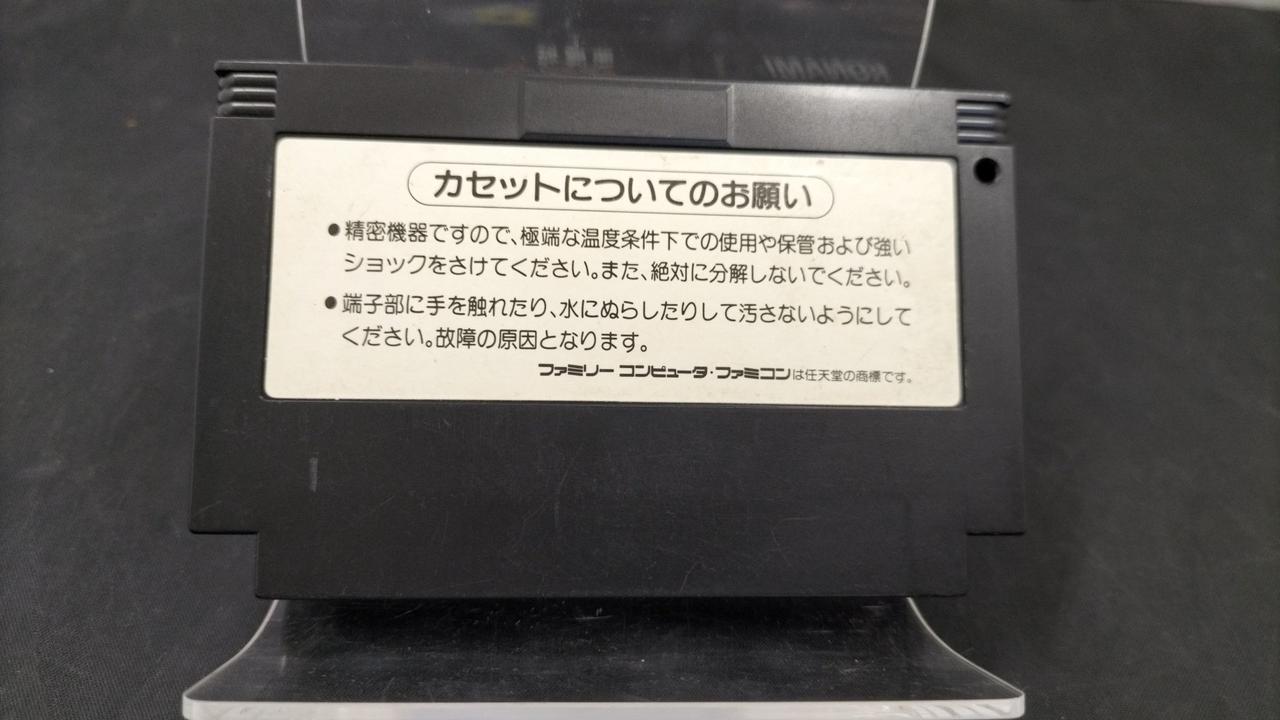 KONAMI
カセットについてのお願い
●精密機器ですので、極端な温度条件下での使用や保管および強い
ショックをさけてください。また、絶対に分解しないでください。
●端子部に手を触れたり、水にぬらしたりして汚さないようにして
ください。故障の原因となります。
ファミリー コンピュータ・ファミコンは任天堂の商標です。